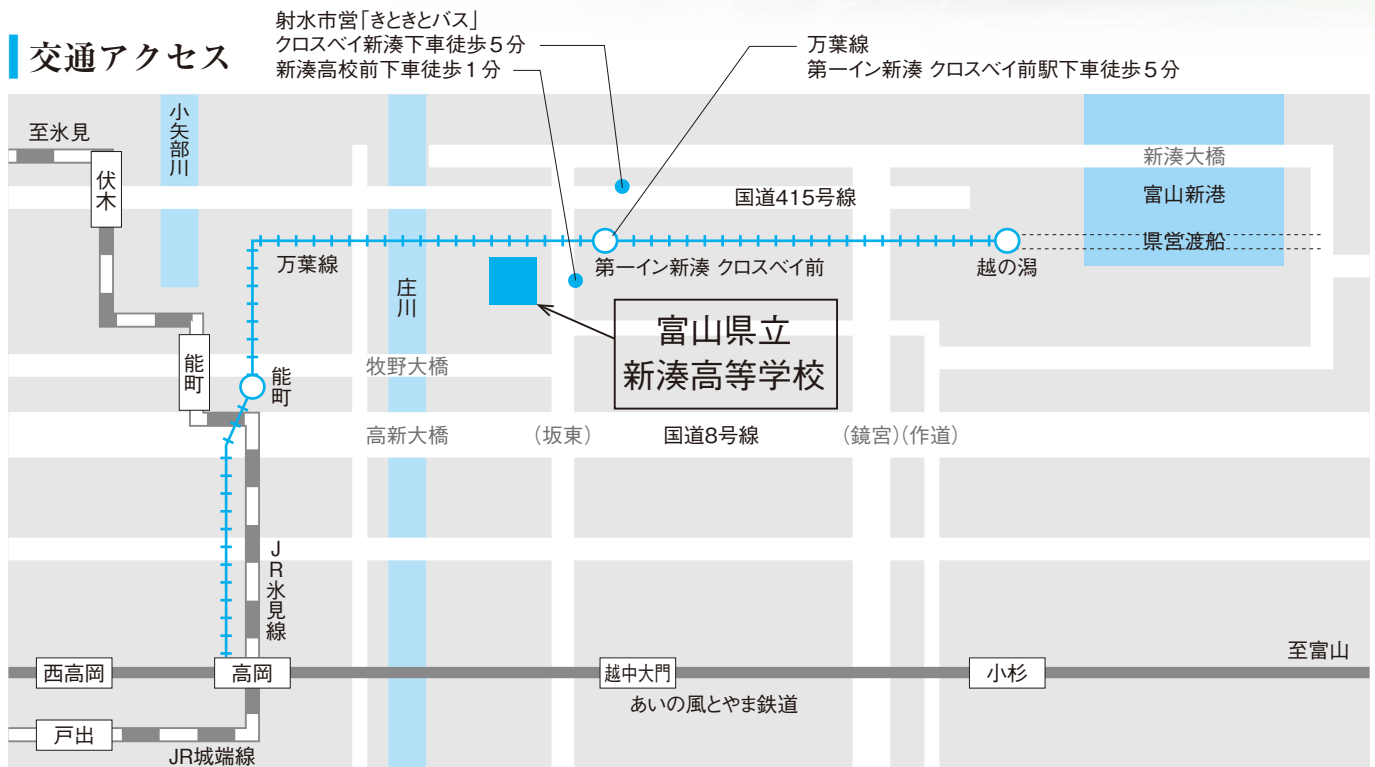 交通アクセス
射水市営「きときとバス」
クロスベイ新湊下車徒歩5分
新湊高校前下車徒歩1分
万葉線
第一イン新湊 クロスベイ前駅下車徒歩5分
至氷見
小矢部川
伏木
新湊大橋
国道415号線
富山新港
県営渡船
万葉線
庄川
第一イン新湊 クロスベイ前
越の潟
富山県立
新湊高等学校
能町
能町
牧野大橋
高新大橋
(坂東)
国道8号線
(鏡宮)(作道)
JR氷見線
至富山
西高岡
高岡
越中大門
小杉
あいの風とやま鉄道
戸出
JR城端線